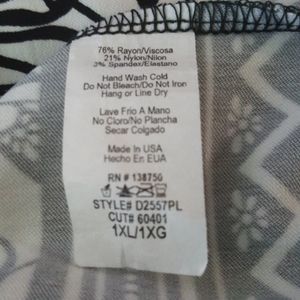 76% Rayon/Viscosa
21% Nylon/Nilon
3% Spandex/Elastano
Hand Wash Cold
Do Not Bleach/Do Not Iron
Hang or Line Dry
Lave Frio A Mano
No Cloro/No Plancha
Secar Colgado
Made In USA
Hecho En EUA
RN # 138750
STYLE# D2557PL
CUT# 60401
1XL/1XG